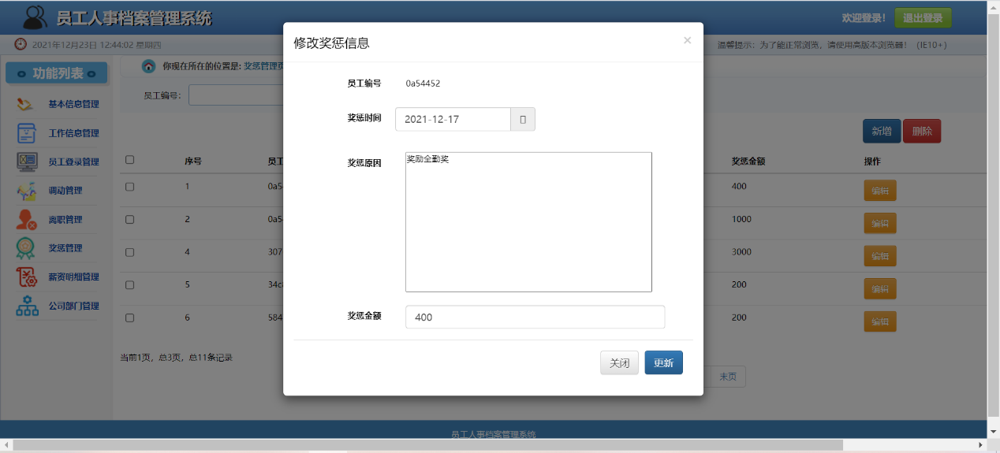 员工人事档案管理系统
欢迎登录!
退出登录
2021年12月23日 12:44:02 星期四
温馨提示：为了能正常浏览，请使用高版本浏览器！ (IE10+)
功能列表
基本信息管理
工作信息管理
员工登录管理
调动管理
离职管理
奖惩管理
薪资明细管理
公司部门管理
你现在所在的位置是: 奖惩管理页
员工编号：
新增
删除
序号 员工 奖惩金额 操作
1 0a5 400 编辑
2 0a5 1000 编辑
4 307 3000 编辑
5 34c 200 编辑
6 584 200 编辑
当前1页，总3页，总11条记录
末页
修改奖惩信息
×
员工编号 0a54452
奖惩时间 2021-12-17
奖惩原因 奖励全勤奖
奖惩金额 400
关闭 更新
员工人事档案管理系统